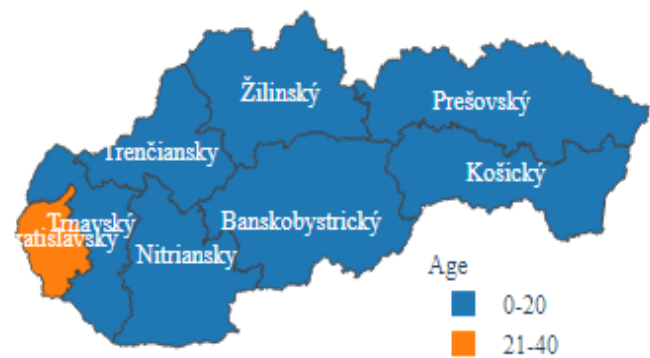 Žilinský
Prešovský
Trenčiansky
Košický
Trnavský
Banskobystrický
ratislavský
Nitriansky
Age
0-20
21-40